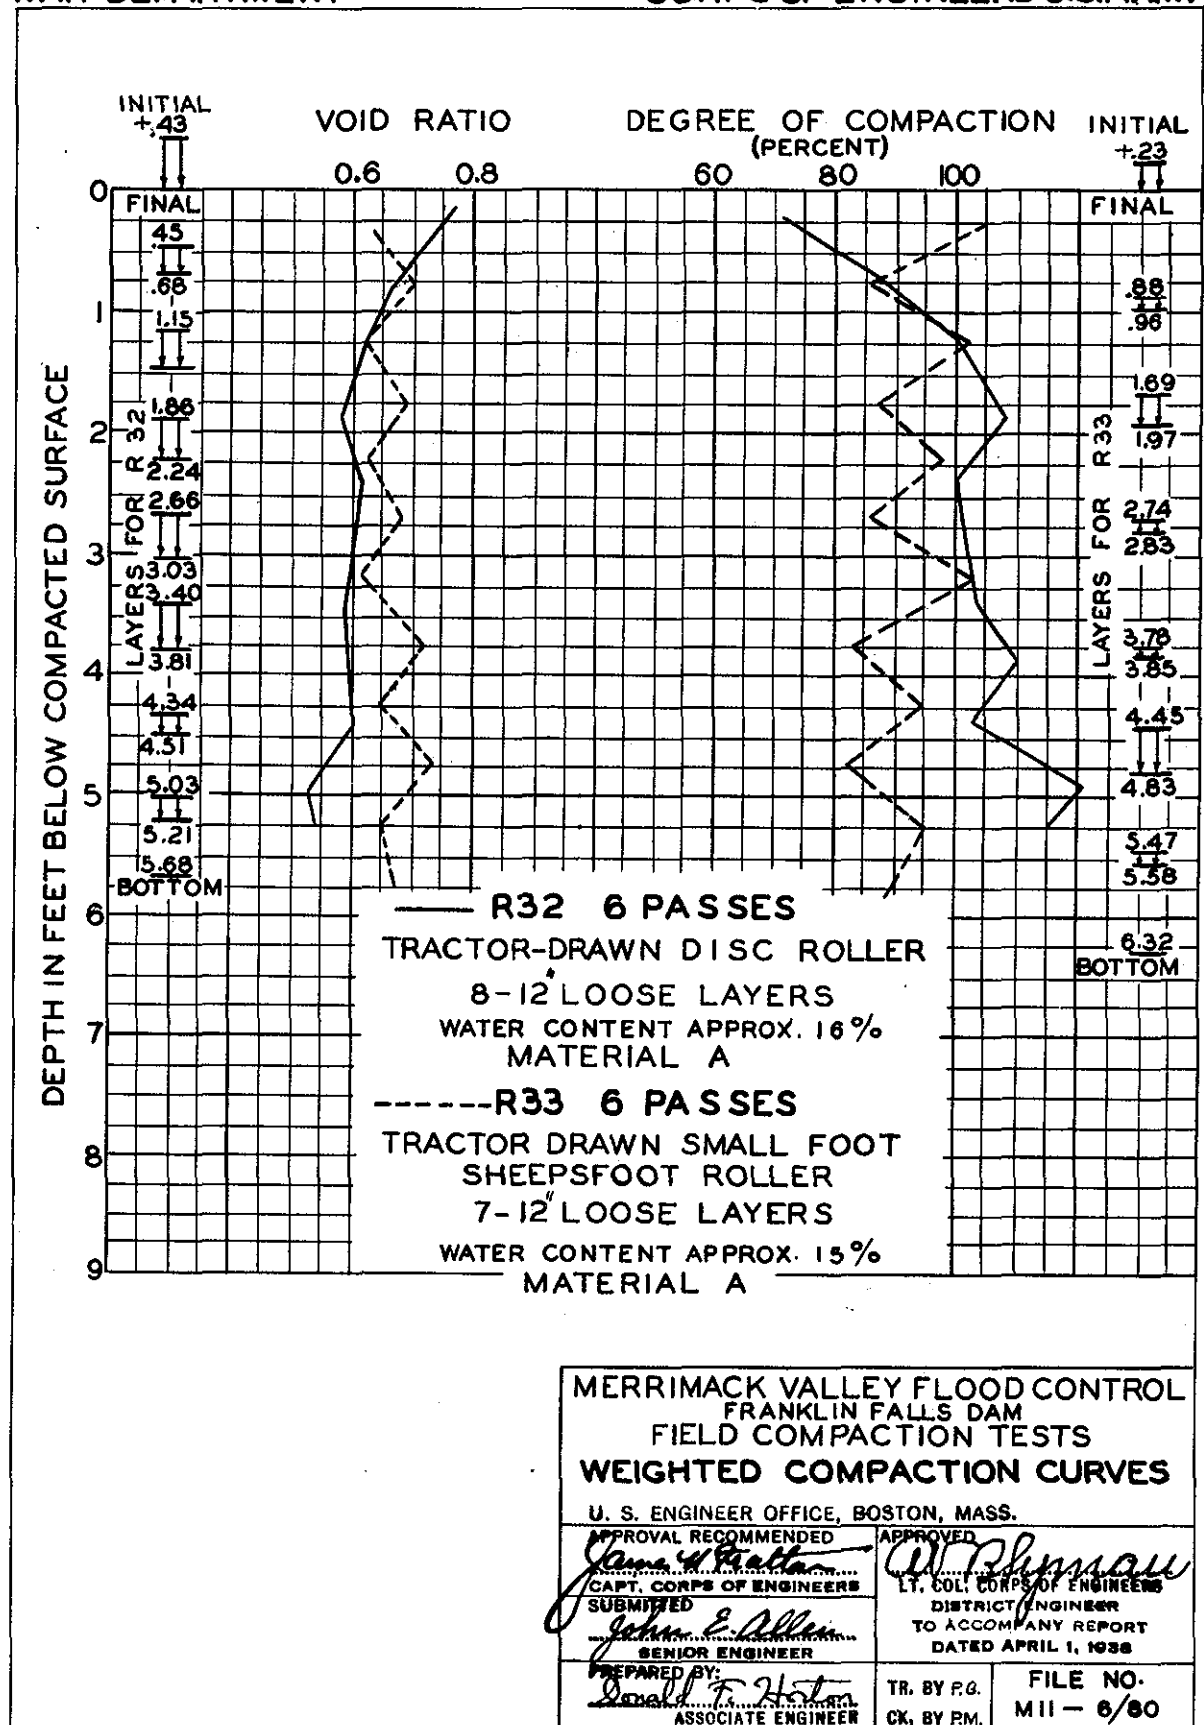 INITIAL
+.43
VOID RATIO
DEGREE OF COMPACTION
(PERCENT)
INITIAL
+.23
0.6 0.8 60 80 100
0
FINAL
FINAL
.45
.68
.88
.96
1
1.15
1.69
1.86
1.97
2
2.24
2.66
2.74
2.83
3
3.03
3.40
3.78
3.81
3.85
4
4.34
4.45
4.51
4.83
5
5.03
5.21
5.47
5.58
5.68
BOTTOM
6
6.32
BOTTOM
7
8
9
DEPTH IN FEET BELOW COMPACTED SURFACE
LAYERS FOR R 32
LAYERS FOR R33
R32 6 PASSES
TRACTOR-DRAWN DISC ROLLER
8-12" LOOSE LAYERS
WATER CONTENT APPROX. 16%
MATERIAL A
R33 6 PASSES
TRACTOR DRAWN SMALL FOOT
SHEEPSFOOT ROLLER
7-12" LOOSE LAYERS
WATER CONTENT APPROX. 15%
MATERIAL A
MERRIMACK VALLEY FLOOD CONTROL
FRANKLIN FALLS DAM
FIELD COMPACTION TESTS
WEIGHTED COMPACTION CURVES
U. S. ENGINEER OFFICE, BOSTON, MASS.
APPROVAL RECOMMENDED
CAPT. CORPS OF ENGINEERS
SUBMITTED
John E. Allen
SENIOR ENGINEER
PREPARED BY:
Donald F. Horton
ASSOCIATE ENGINEER
APPROVED
LT. COL. CORPS OF ENGINEERS
DISTRICT ENGINEER
TO ACCOMPANY REPORT
DATED APRIL 1, 1938
TR. BY P.G.
CK. BY P.M.
FILE NO.
M11 - 6/80